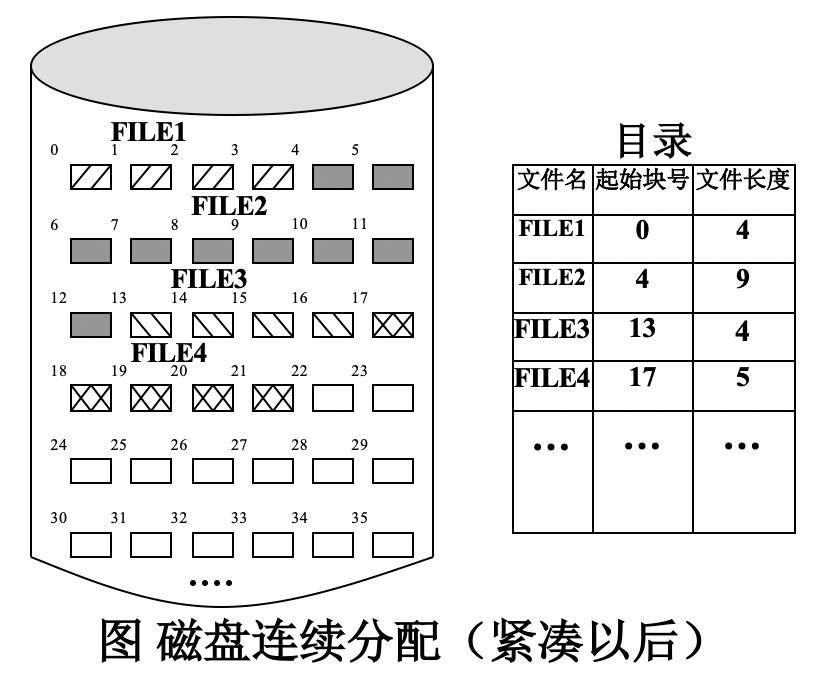 FILE1
0 1 2 3 4 5
FILE2
6 7 8 9 10 11
FILE3
12 13 14 15 16 17
FILE4
18 19 20 21 22 23
24 25 26 27 28 29
30 31 32 33 34 35
....
目录
文件名 起始块号 文件长度
FILE1 0 4
FILE2 4 9
FILE3 13 4
FILE4 17 5
... ... ...
图 磁盘连续分配（紧凑以后）